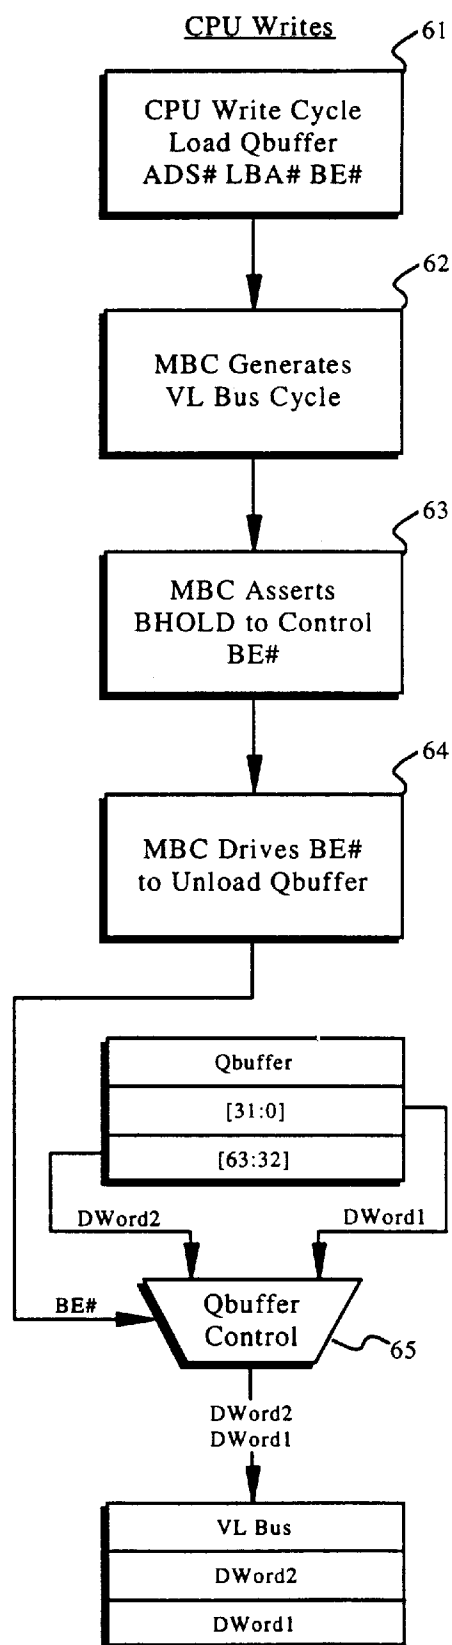 CPU Writes
61
CPU Write Cycle
Load Qbuffer
ADS# LBA# BE#
62
MBC Generates
VL Bus Cycle
63
MBC Asserts
BHOLD to Control
BE#
64
MBC Drives BE#
to Unload Qbuffer
Qbuffer
[31:0]
[63:32]
DWord2
DWord1
BE#
Qbuffer
Control
65
DWord2
DWord1
VL Bus
DWord2
DWord1